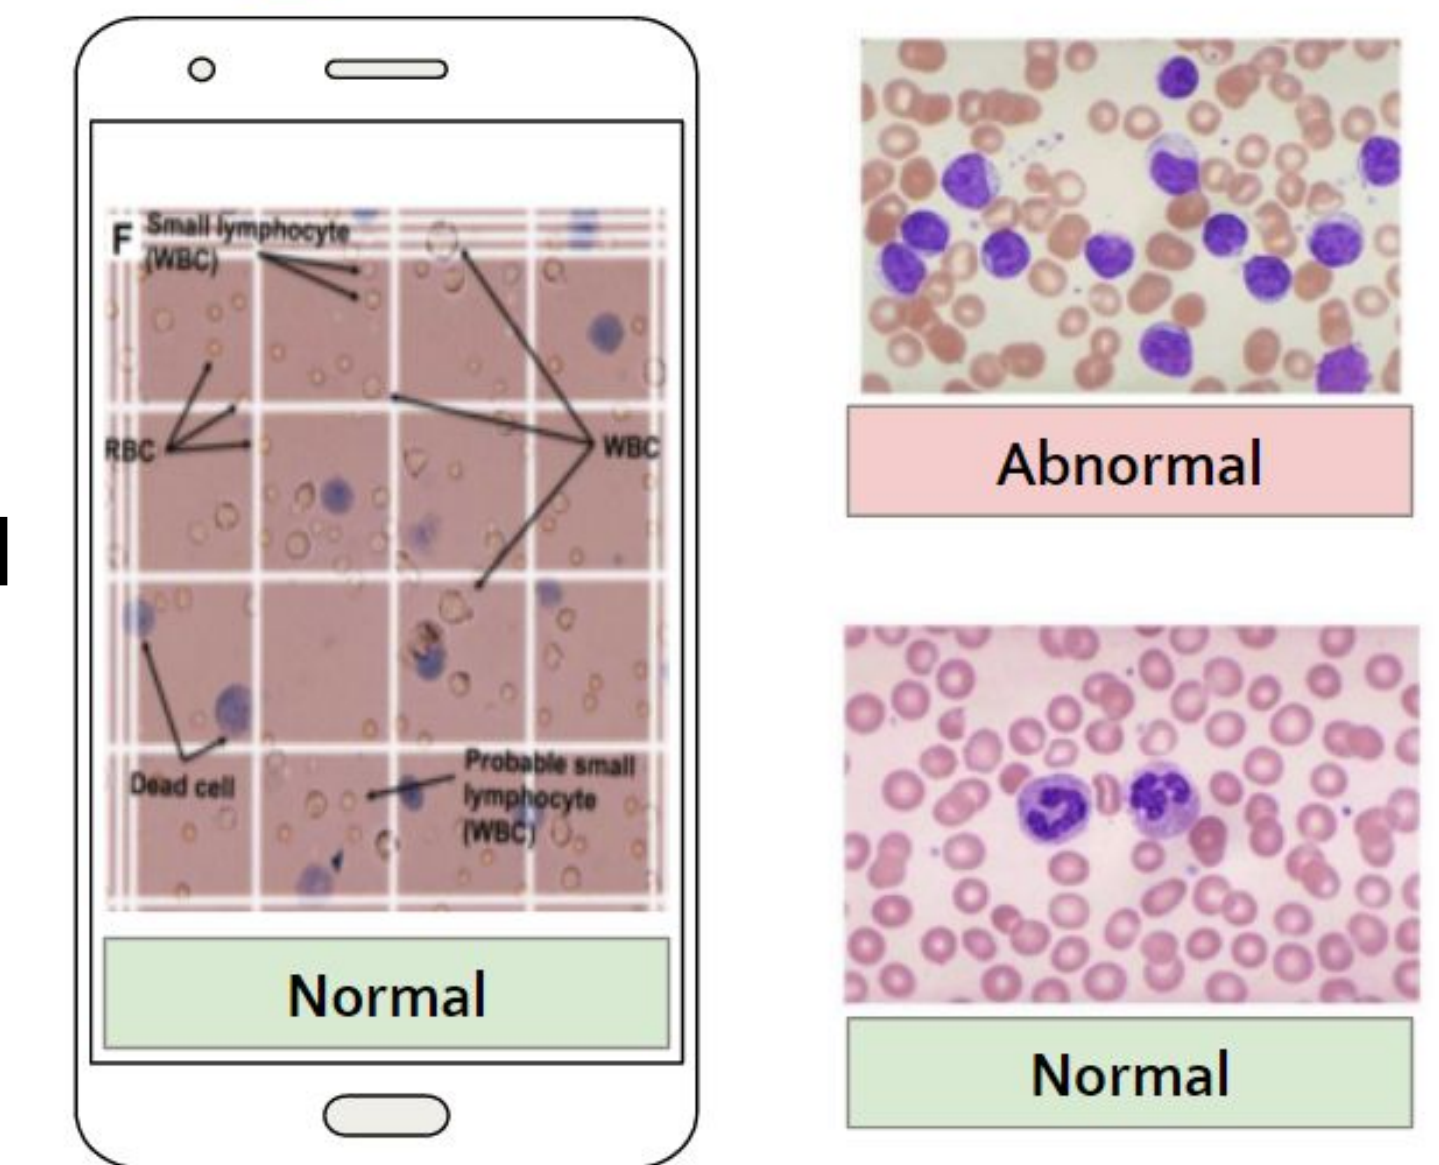 F
Small lymphocyte
(WBC)
RBC
WBC
Dead cell
Probable small
lymphocyte
(WBC)
Normal
Abnormal
Normal